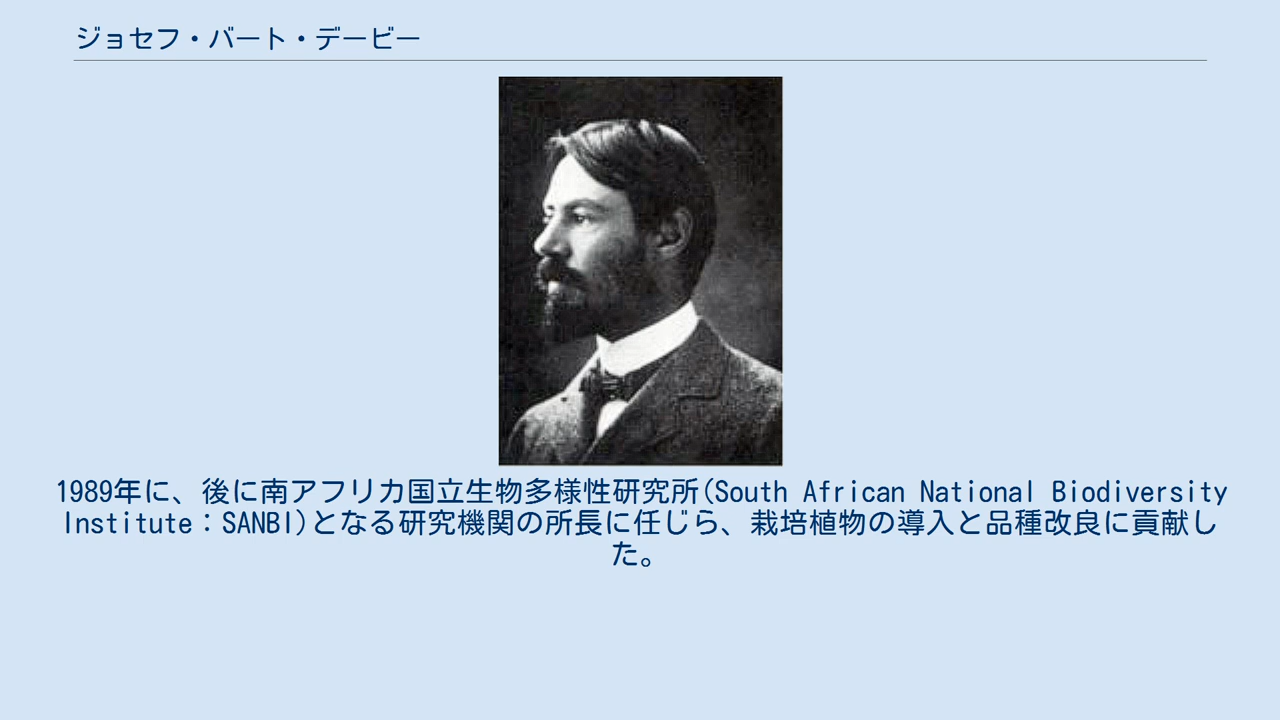 ジョセフ・バート・デービー
1989年に、後に南アフリカ国立生物多様性研究所(South African National Biodiversity
Institute：SANBI)となる研究機関の所長に任じら、栽培植物の導入と品種改良に貢献し
た。